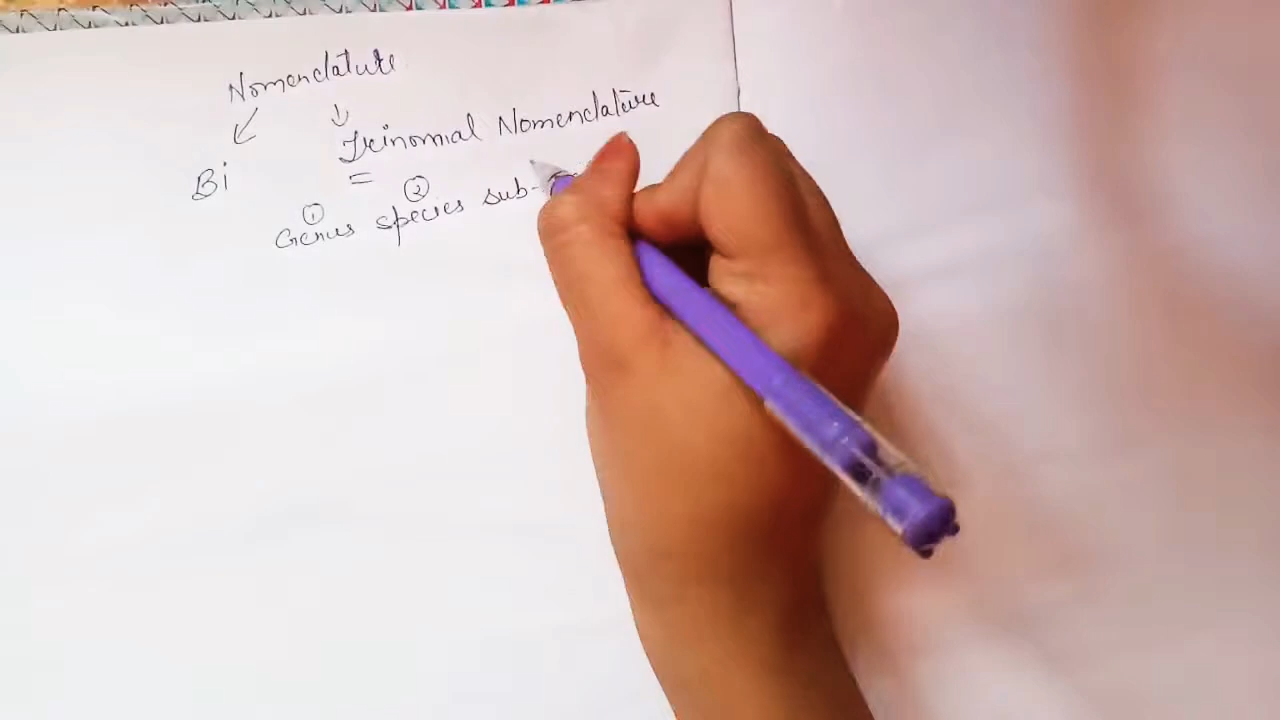 Nomenclature
↙ ↓
Bi Trinomial Nomenclature
=
① ②
Genus species sub-